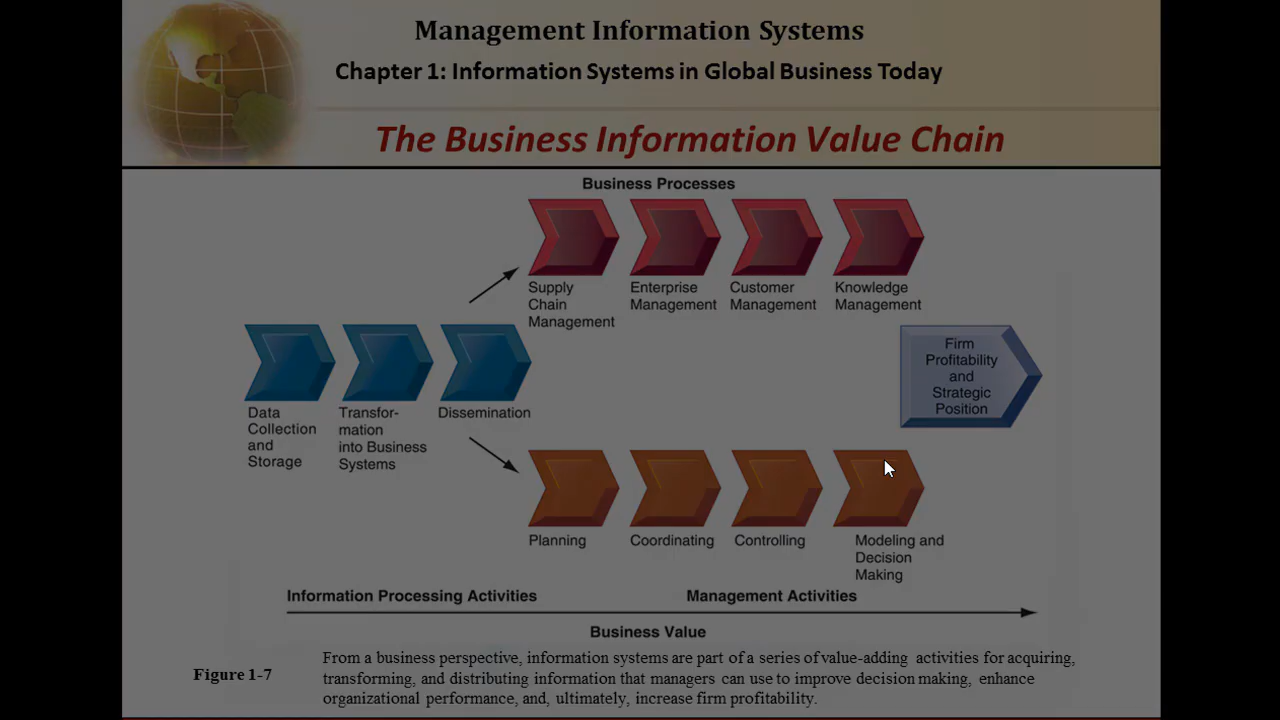 Management Information Systems
Chapter 1: Information Systems in Global Business Today
The Business Information Value Chain
Business Processes
Supply
Chain
Management
Enterprise
Management
Customer
Management
Knowledge
Management
Data
Collection
and
Storage
Transfor-
mation
into Business
Systems
Dissemination
Firm
Profitability
and
Strategic
Position
Planning
Coordinating
Controlling
Modeling and
Decision
Making
Information Processing Activities
Management Activities
Business Value
Figure 1-7
From a business perspective, information systems are part of a series of value-adding activities for acquiring,
transforming, and distributing information that managers can use to improve decision making, enhance
organizational performance, and, ultimately, increase firm profitability.